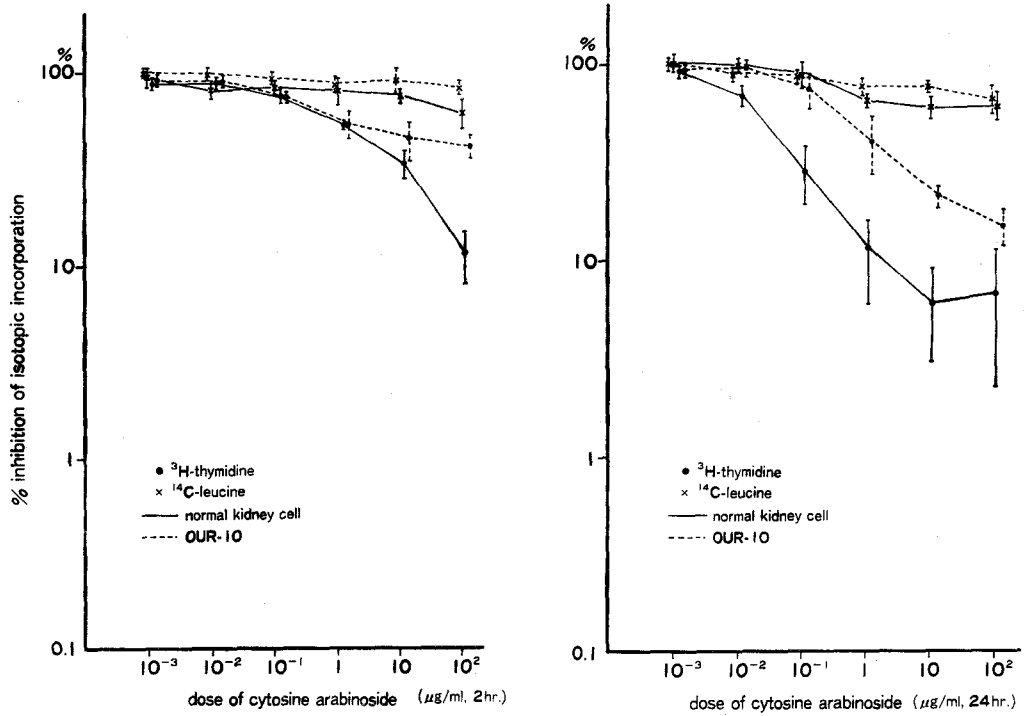 %
100
10
1
0.1
% inhibition of isotopic incorporation
● ³H-thymidine
× ¹⁴C-leucine
normal kidney cell
OUR-10
10⁻³ 10⁻² 10⁻¹ 1 10 10²
dose of cytosine arabinoside (μg/ml, 2hr.)
%
100
10
1
0.1
● ³H-thymidine
× ¹⁴C-leucine
normal kidney cell
OUR-10
10⁻³ 10⁻² 10⁻¹ 1 10 10²
dose of cytosine arabinoside (μg/ml, 24hr.)